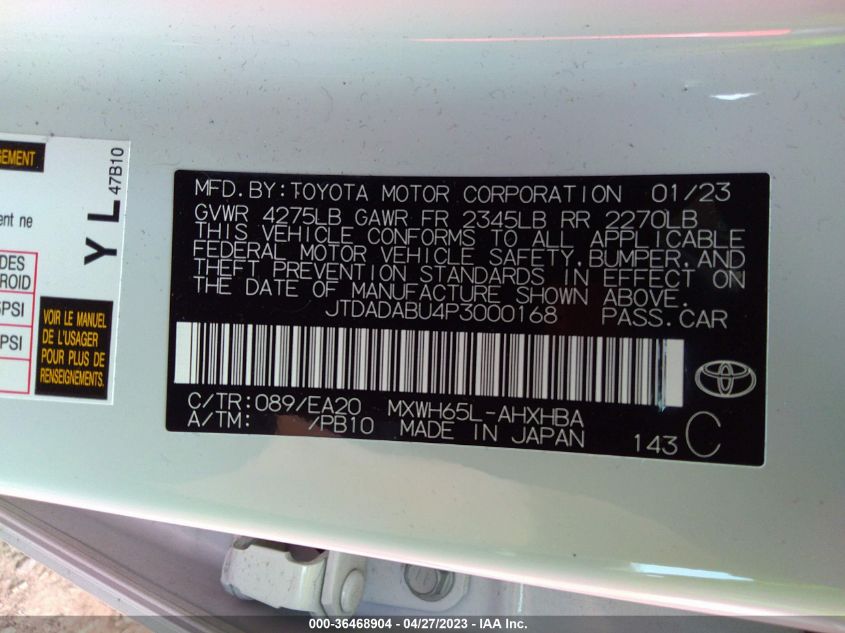 GEMENT
ent ne
DES
ROID
PSI
PSI
VOIR LE MANUEL
DE L'USAGER
POUR PLUS DE
RENSEIGNEMENTS.
Y L 47B10
MFD.BY:TOYOTA MOTOR CORPORATION 01/23
GVWR 4275LB GAWR FR 2345LB RR 2270LB
THIS VEHICLE CONFORMS TO ALL APPLICABLE
FEDERAL MOTOR VEHICLE SAFETY,BUMPER,AND
THEFT PREVENTION STANDARDS IN EFFECT ON
THE DATE OF MANUFACTURE SHOWN ABOVE.
JTDADABU4P3000168 PASS.CAR
C/TR:089/EA20 MXWH65L-AHXHBA
A/TM: /PB10 MADE IN JAPAN 143 C
000-36468904 - 04/27/2023 - IAA Inc.